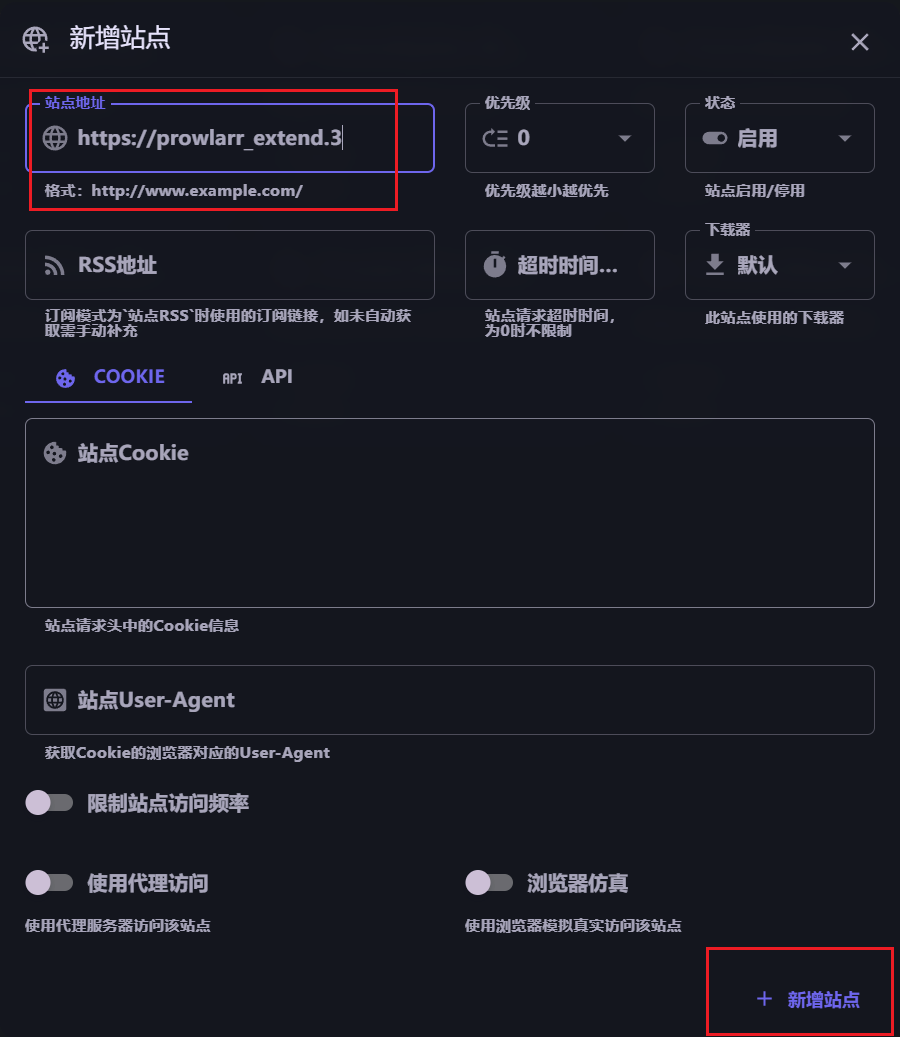 新增站点
站点地址
优先级
状态
https://prowlarr_extend.3
0
启用
格式：http://www.example.com/
优先级越小越优先
站点启用/停用
下载器
RSS地址
超时时间...
默认
订阅模式为`站点RSS`时使用的订阅链接，如未自动获
取需手动补充
站点请求超时时间，
为0时不限制
此站点使用的下载器
COOKIE
API
API
站点Cookie
站点请求头中的Cookie信息
站点User-Agent
获取Cookie的浏览器对应的User-Agent
限制站点访问频率
使用代理访问
浏览器仿真
使用代理服务器访问该站点
使用浏览器模拟真实访问该站点
新增站点